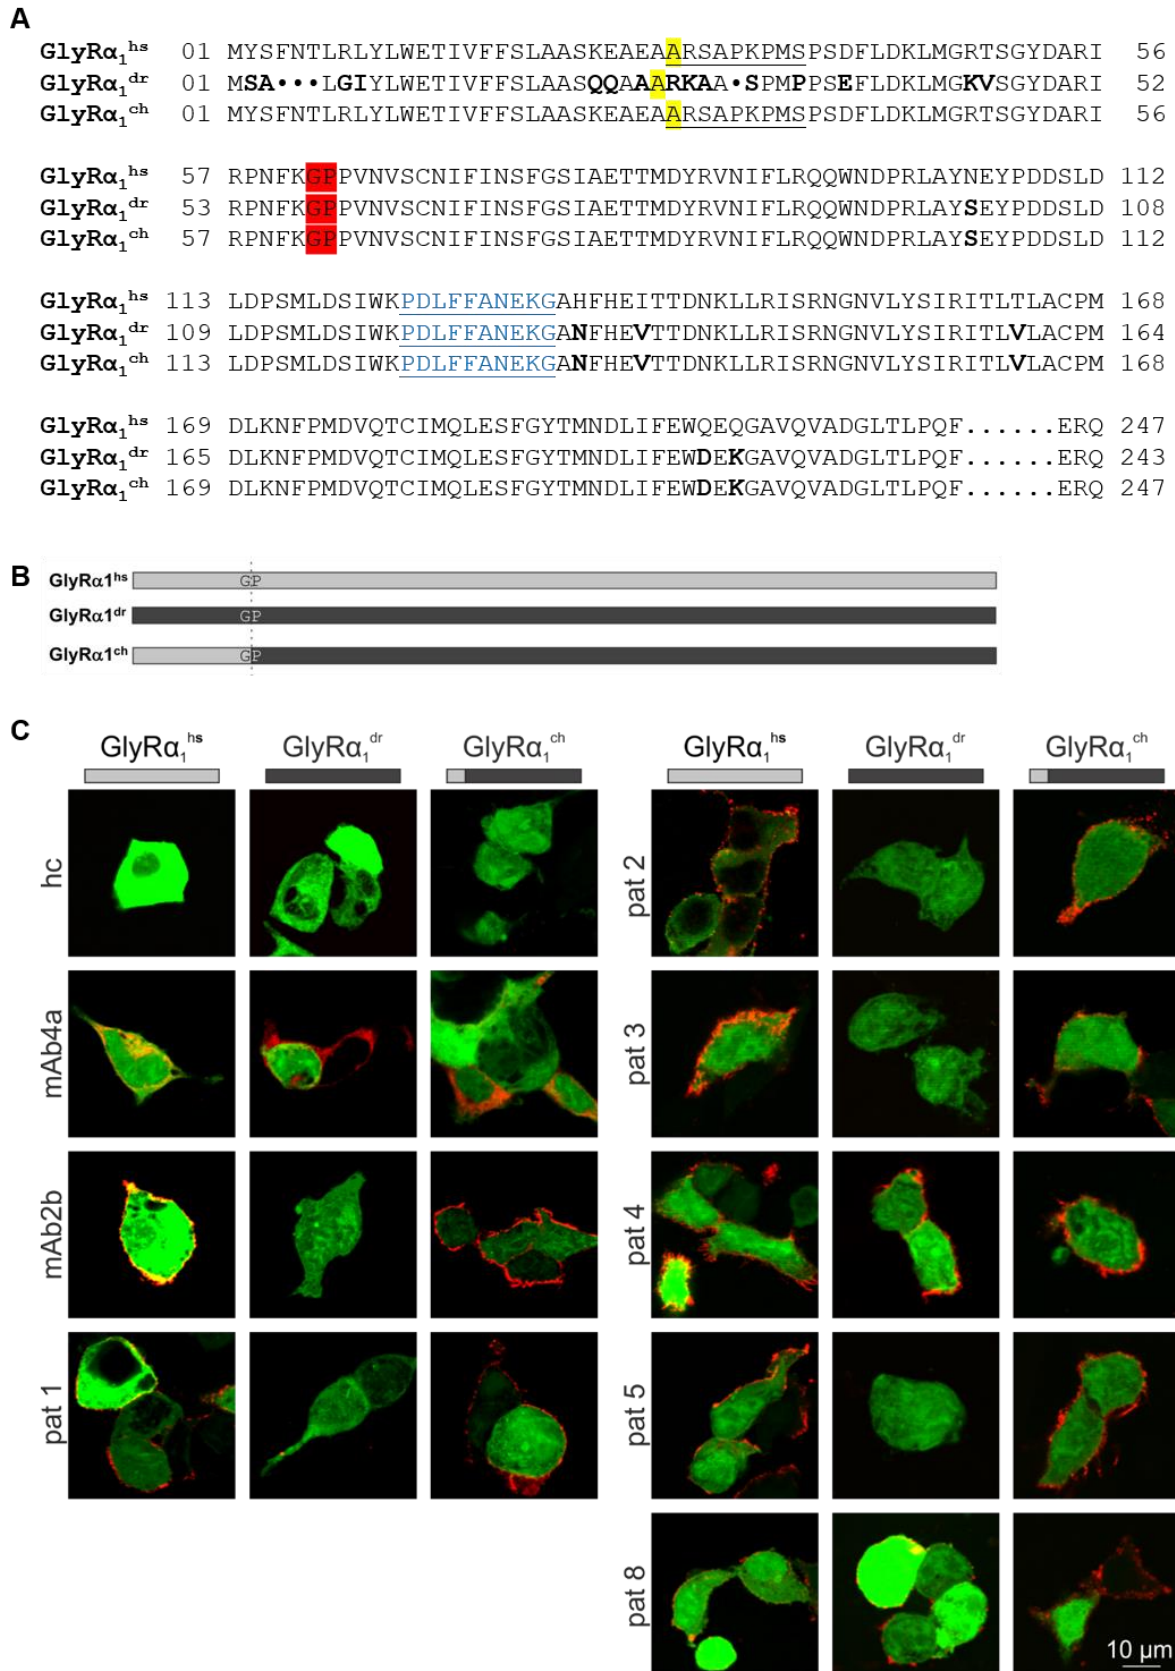 A
GlyRα₁ʰˢ 01 MYSFNTLRLYLWETIVFFSLAASKEAEAARSAPKPMSPSDFLDKLMGRTSGYDARI 56
GlyRα₁ᵈʳ 01 MSA•••LGIYLWETIVFFSLAASQQAAARKAA•SPMPPSEFLDKLMGKVSGYDARI 52
GlyRα₁ᶜʰ 01 MYSFNTLRLYLWETIVFFSLAASKEAEAARSAPKPMSPSDFLDKLMGRTSGYDARI 56
GlyRα₁ʰˢ 57 RPNFKGPPVNVSCNIFINSFGSIAETTMDYRVNIFLRQQWNDPRLAYNEYPDDSLD 112
GlyRα₁ᵈʳ 53 RPNFKGPPVNVSCNIFINSFGSIAETTMDYRVNIFLRQQWNDPRLAYSEYPDDSLD 108
GlyRα₁ᶜʰ 57 RPNFKGPPVNVSCNIFINSFGSIAETTMDYRVNIFLRQQWNDPRLAYSEYPDDSLD 112
GlyRα₁ʰˢ 113 LDPSMLDSIWKPDLFFANEKGAHFHEITTDNKLLRISRNGNVLYSIRITLTLACPM 168
GlyRα₁ᵈʳ 109 LDPSMLDSIWKPDLFFANEKGANFHEVTTDNKLLRISRNGNVLYSIRITLVLACPM 164
GlyRα₁ᶜʰ 113 LDPSMLDSIWKPDLFFANEKGANFHEVTTDNKLLRISRNGNVLYSIRITLVLACPM 168
GlyRα₁ʰˢ 169 DLKNFPMDVQTCIMQLESFGYTMNDLIFEWQEQGAVQVADGLTLPQF......ERQ 247
GlyRα₁ᵈʳ 165 DLKNFPMDVQTCIMQLESFGYTMNDLIFEWDEKGAVQVADGLTLPQF......ERQ 243
GlyRα₁ᶜʰ 169 DLKNFPMDVQTCIMQLESFGYTMNDLIFEWDEKGAVQVADGLTLPQF......ERQ 247
B
GlyRα1ʰˢ GP
GlyRα1ᵈʳ GP
GlyRα1ᶜʰ GP
C
GlyRα₁ʰˢ GlyRα₁ᵈʳ GlyRα₁ᶜʰ GlyRα₁ʰˢ GlyRα₁ᵈʳ GlyRα₁ᶜʰ
hc
pat 2
mAb4a
pat 3
mAb2b
pat 4
pat 1
pat 5
pat 8
10 µm